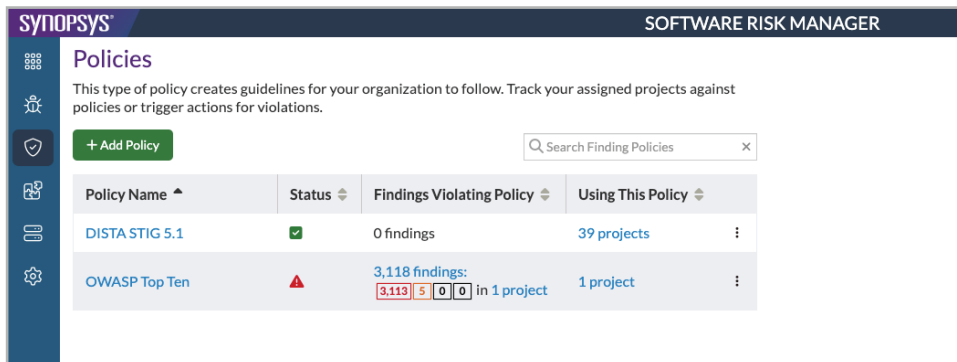 SYNOPSYS®
SOFTWARE RISK MANAGER
Policies
This type of policy creates guidelines for your organization to follow. Track your assigned projects against
policies or trigger actions for violations.
+ Add Policy
Search Finding Policies
Policy Name Status Findings Violating Policy Using This Policy
DISTA STIG 5.1 0 findings 39 projects
OWASP Top Ten 3,118 findings: 1 project
3,113 5 0 0 in 1 project